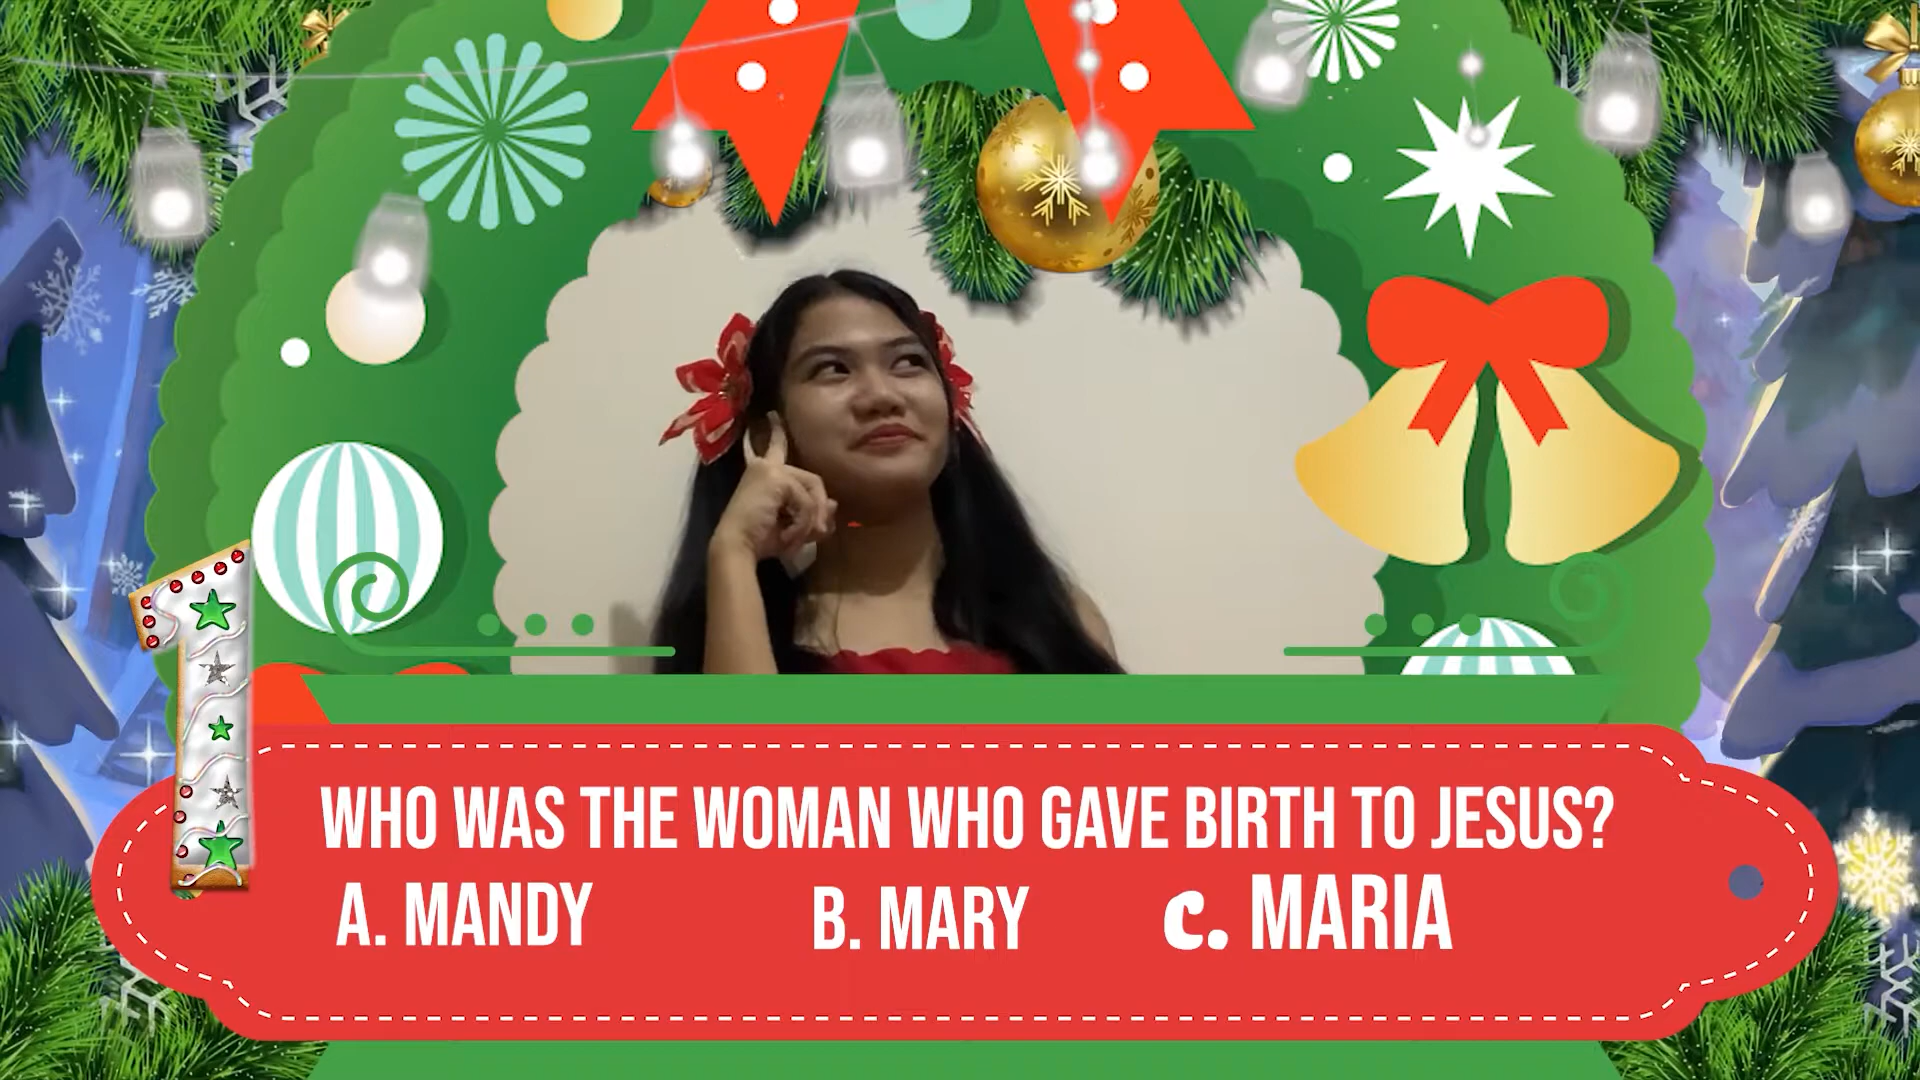 1
WHO WAS THE WOMAN WHO GAVE BIRTH TO JESUS?
A. MANDY B. MARY c. MARIA